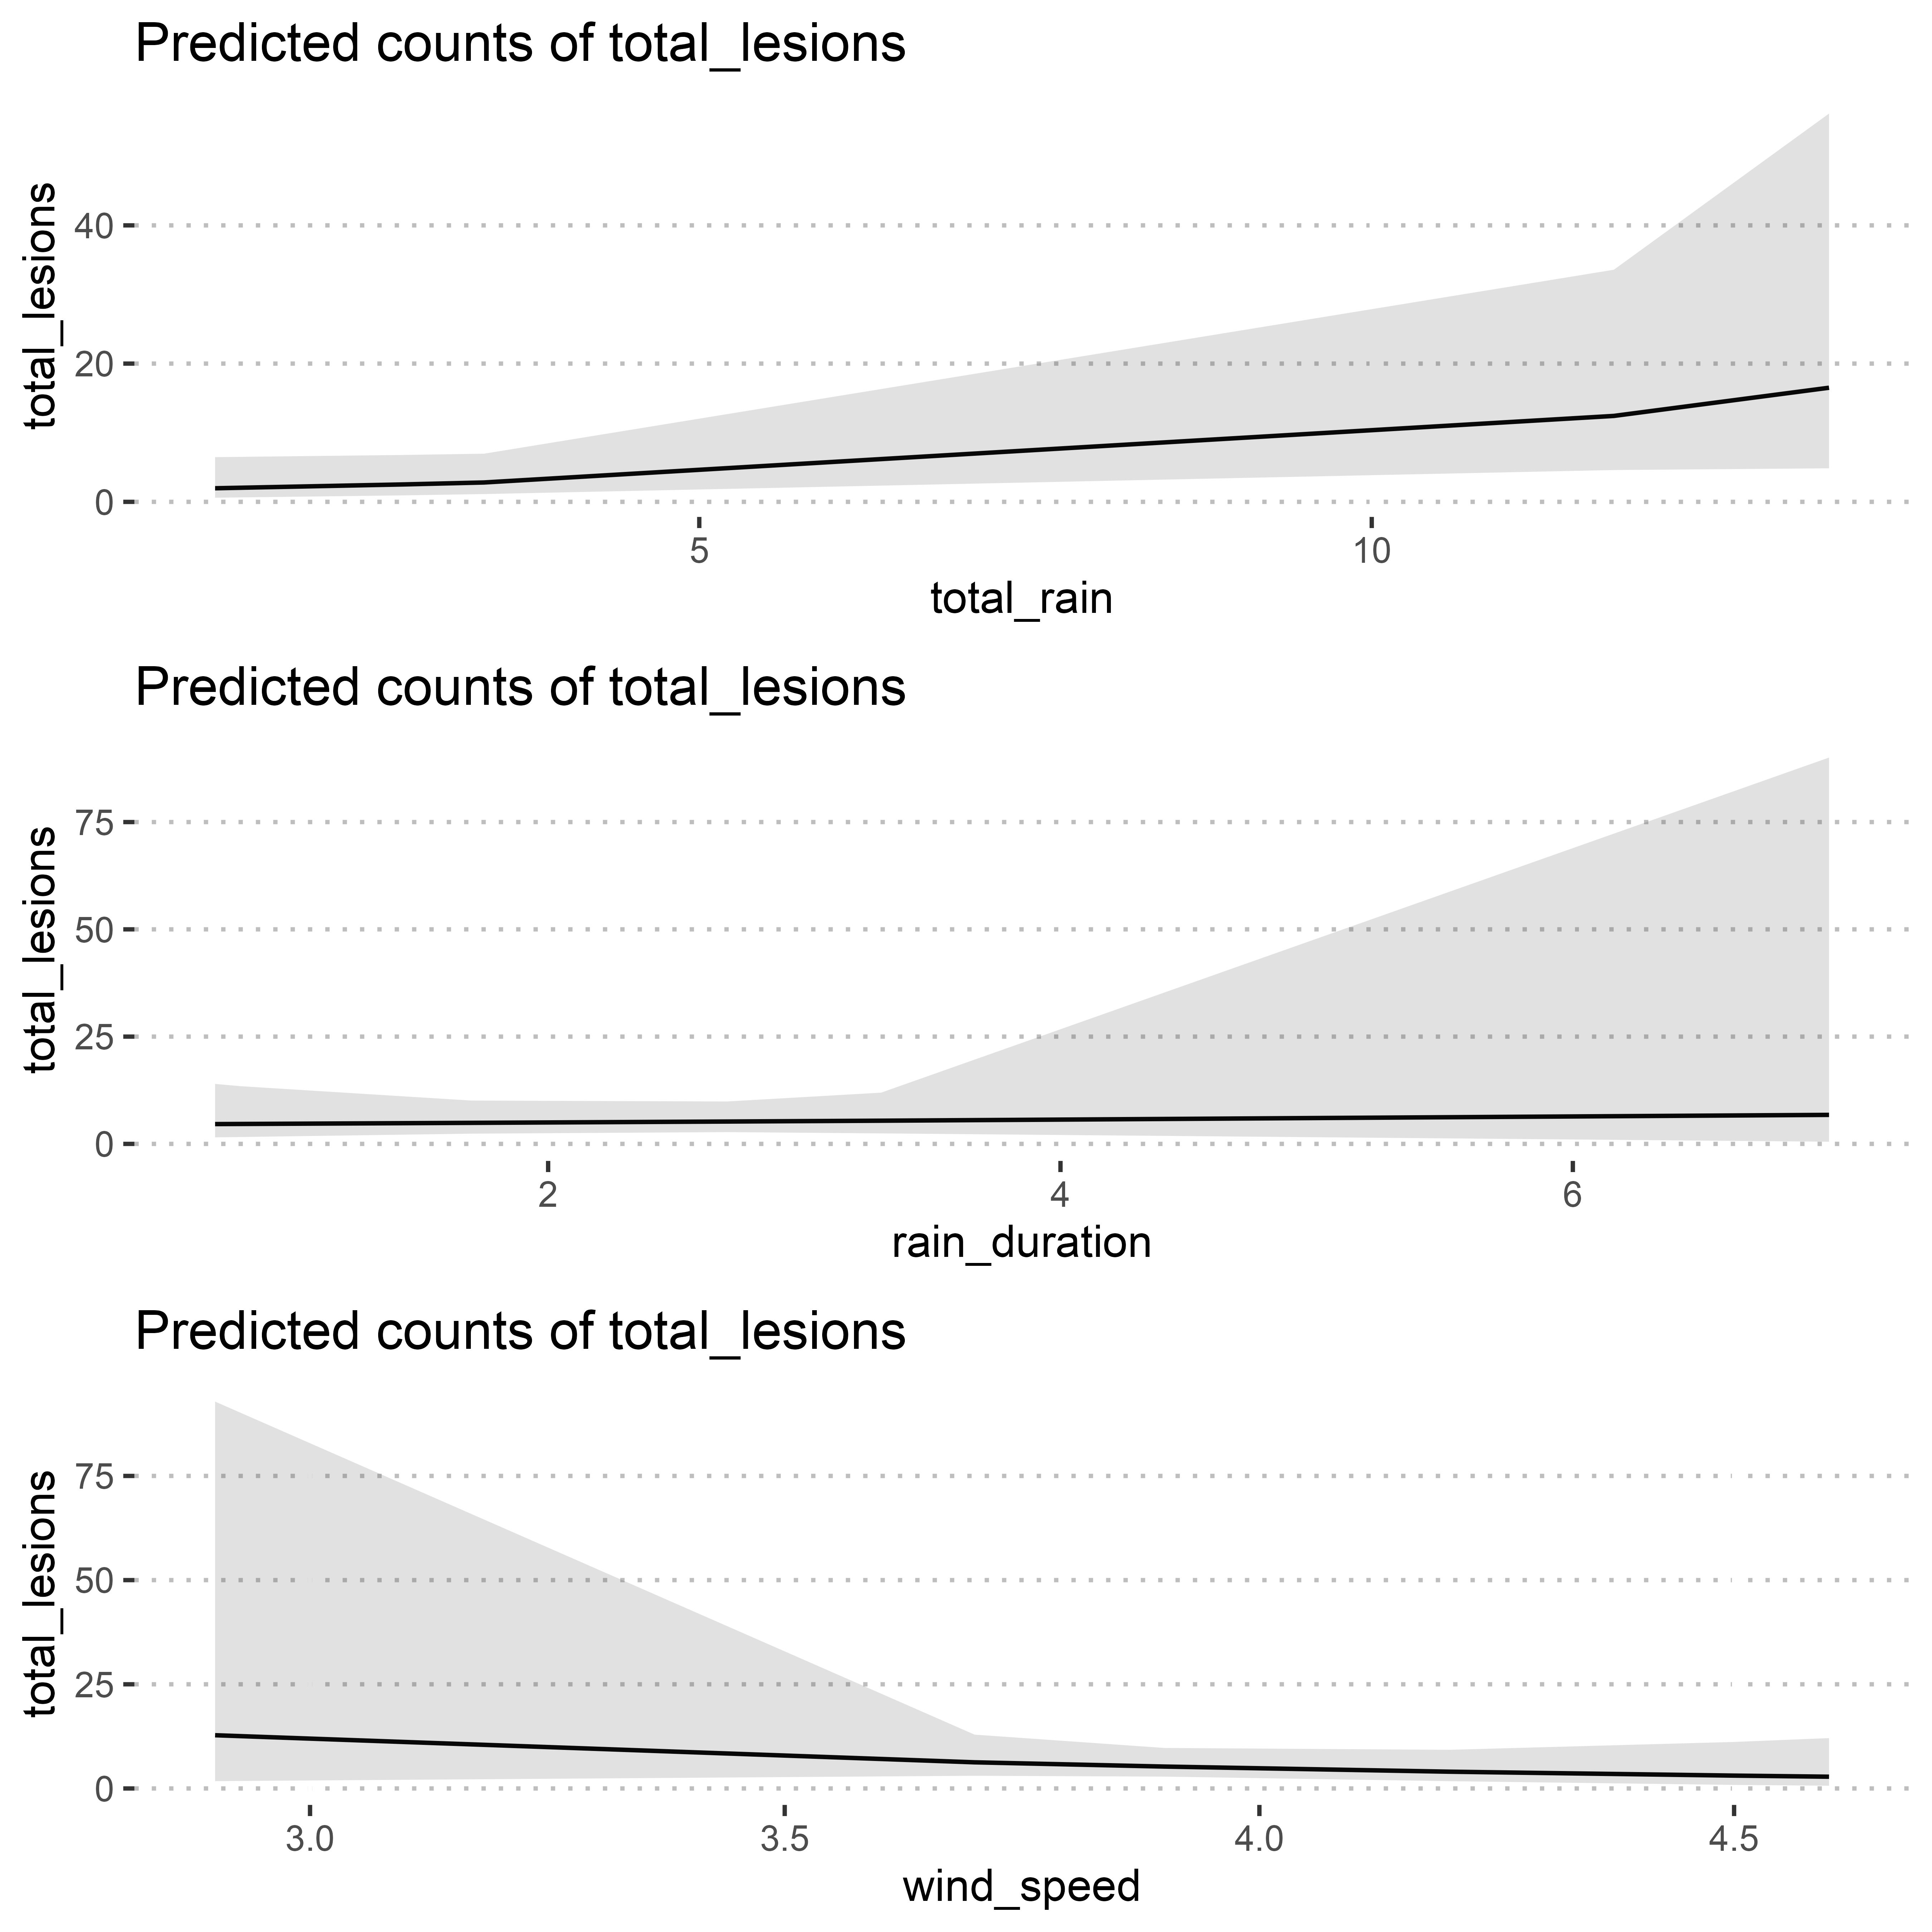 Predicted counts of total_lesions
total_lesions
40
20
0
5
10
total_rain
Predicted counts of total_lesions
total_lesions
75
50
25
0
2
4
6
rain_duration
Predicted counts of total_lesions
total_lesions
75
50
25
0
3.0
3.5
4.0
4.5
wind_speed